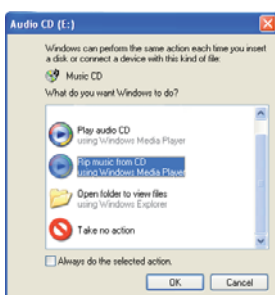 Audio CD (E:)
Windows can perform the same action each time you insert
a disk or connect a device with this kind of file:
Music CD
What do you want Windows to do?
Play audio CD
using Windows Media Player
Rip music from CD
using Windows Media Player
Open folder to view files
using Windows Explorer
Take no action
Always do the selected action.
OK
Cancel